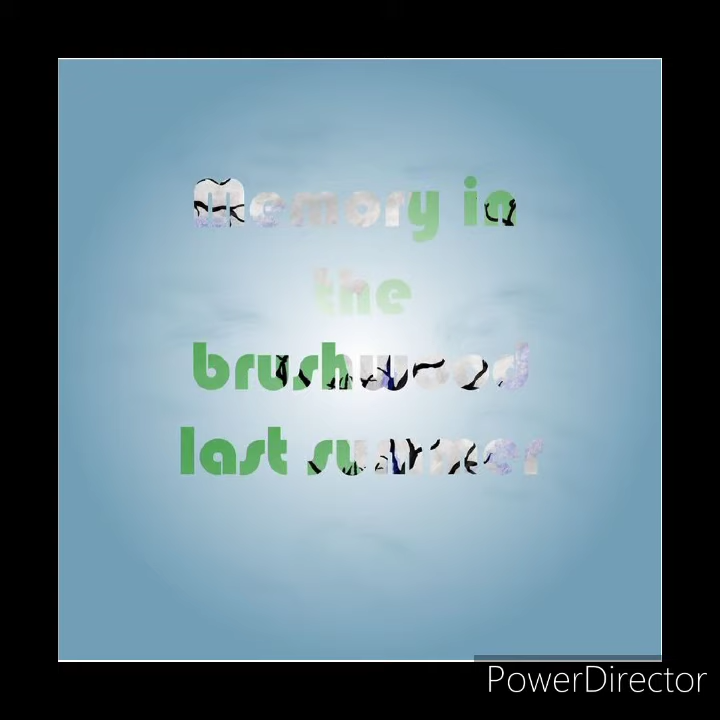 Memory in
the
brushwood
last summer
PowerDirector